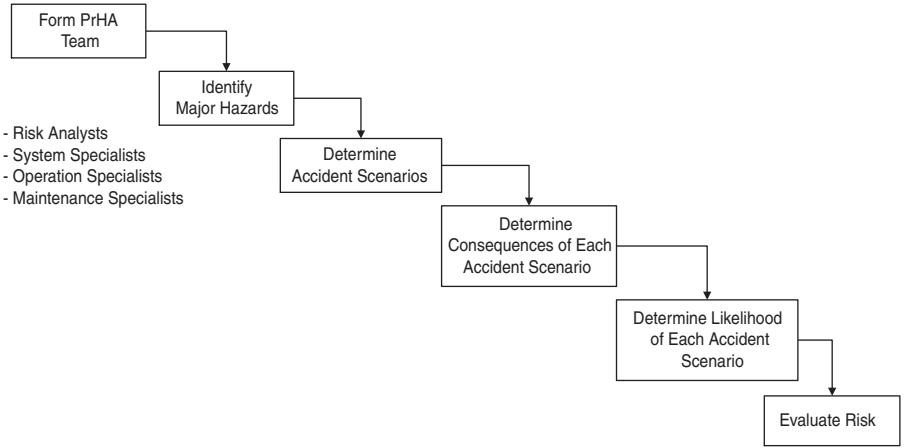 Form PrHA
Team
Identify
Major Hazards
- Risk Analysts
- System Specialists
- Operation Specialists
- Maintenance Specialists
Determine
Accident Scenarios
Determine
Consequences of Each
Accident Scenario
Determine Likelihood
of Each Accident
Scenario
Evaluate Risk